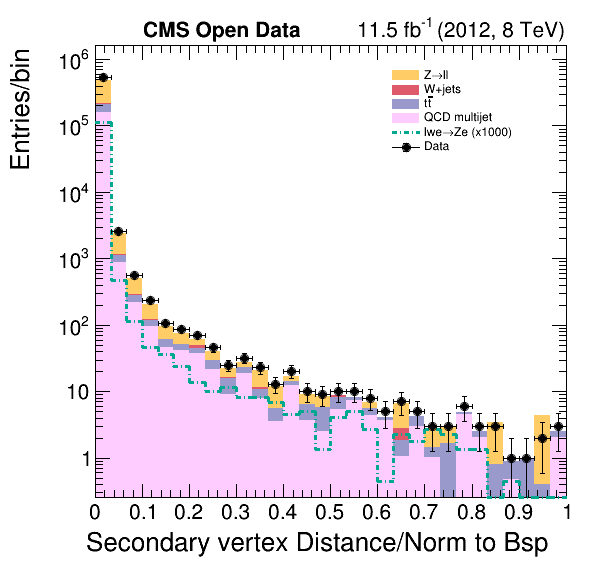 CMS Open Data 11.5 fb⁻¹ (2012, 8 TeV)
Entries/bin
10⁶
10⁵
10⁴
10³
10²
10
1
Z→ll
W+jets
tt̄
QCD multijet
lwe→Ze (x1000)
Data
0 0.1 0.2 0.3 0.4 0.5 0.6 0.7 0.8 0.9 1
Secondary vertex Distance/Norm to Bsp